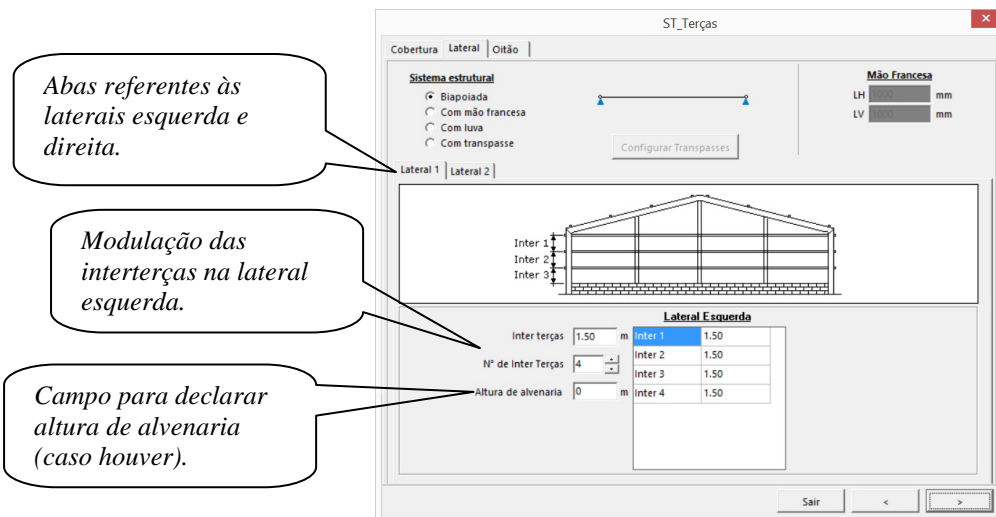 ST_Terças
Cobertura Lateral Oitão
Abas referentes às
laterais esquerda e
direita.
Sistema estrutural
Biapoiada
Com mão francesa
Com luva
Com transpasse
Configurar Transpasses
Mão Francesa
LH 1000 mm
LV 1000 mm
Lateral 1 Lateral 2
Modulação das
interterças na lateral
esquerda.
Inter 1
Inter 2
Inter 3
Lateral Esquerda
Inter terças 1.50 m
N° de Inter Terças 4
Altura de alvenaria 0 m
Inter 1 1.50
Inter 2 1.50
Inter 3 1.50
Inter 4 1.50
Campo para declarar
altura de alvenaria
(caso houver).
Sair < >